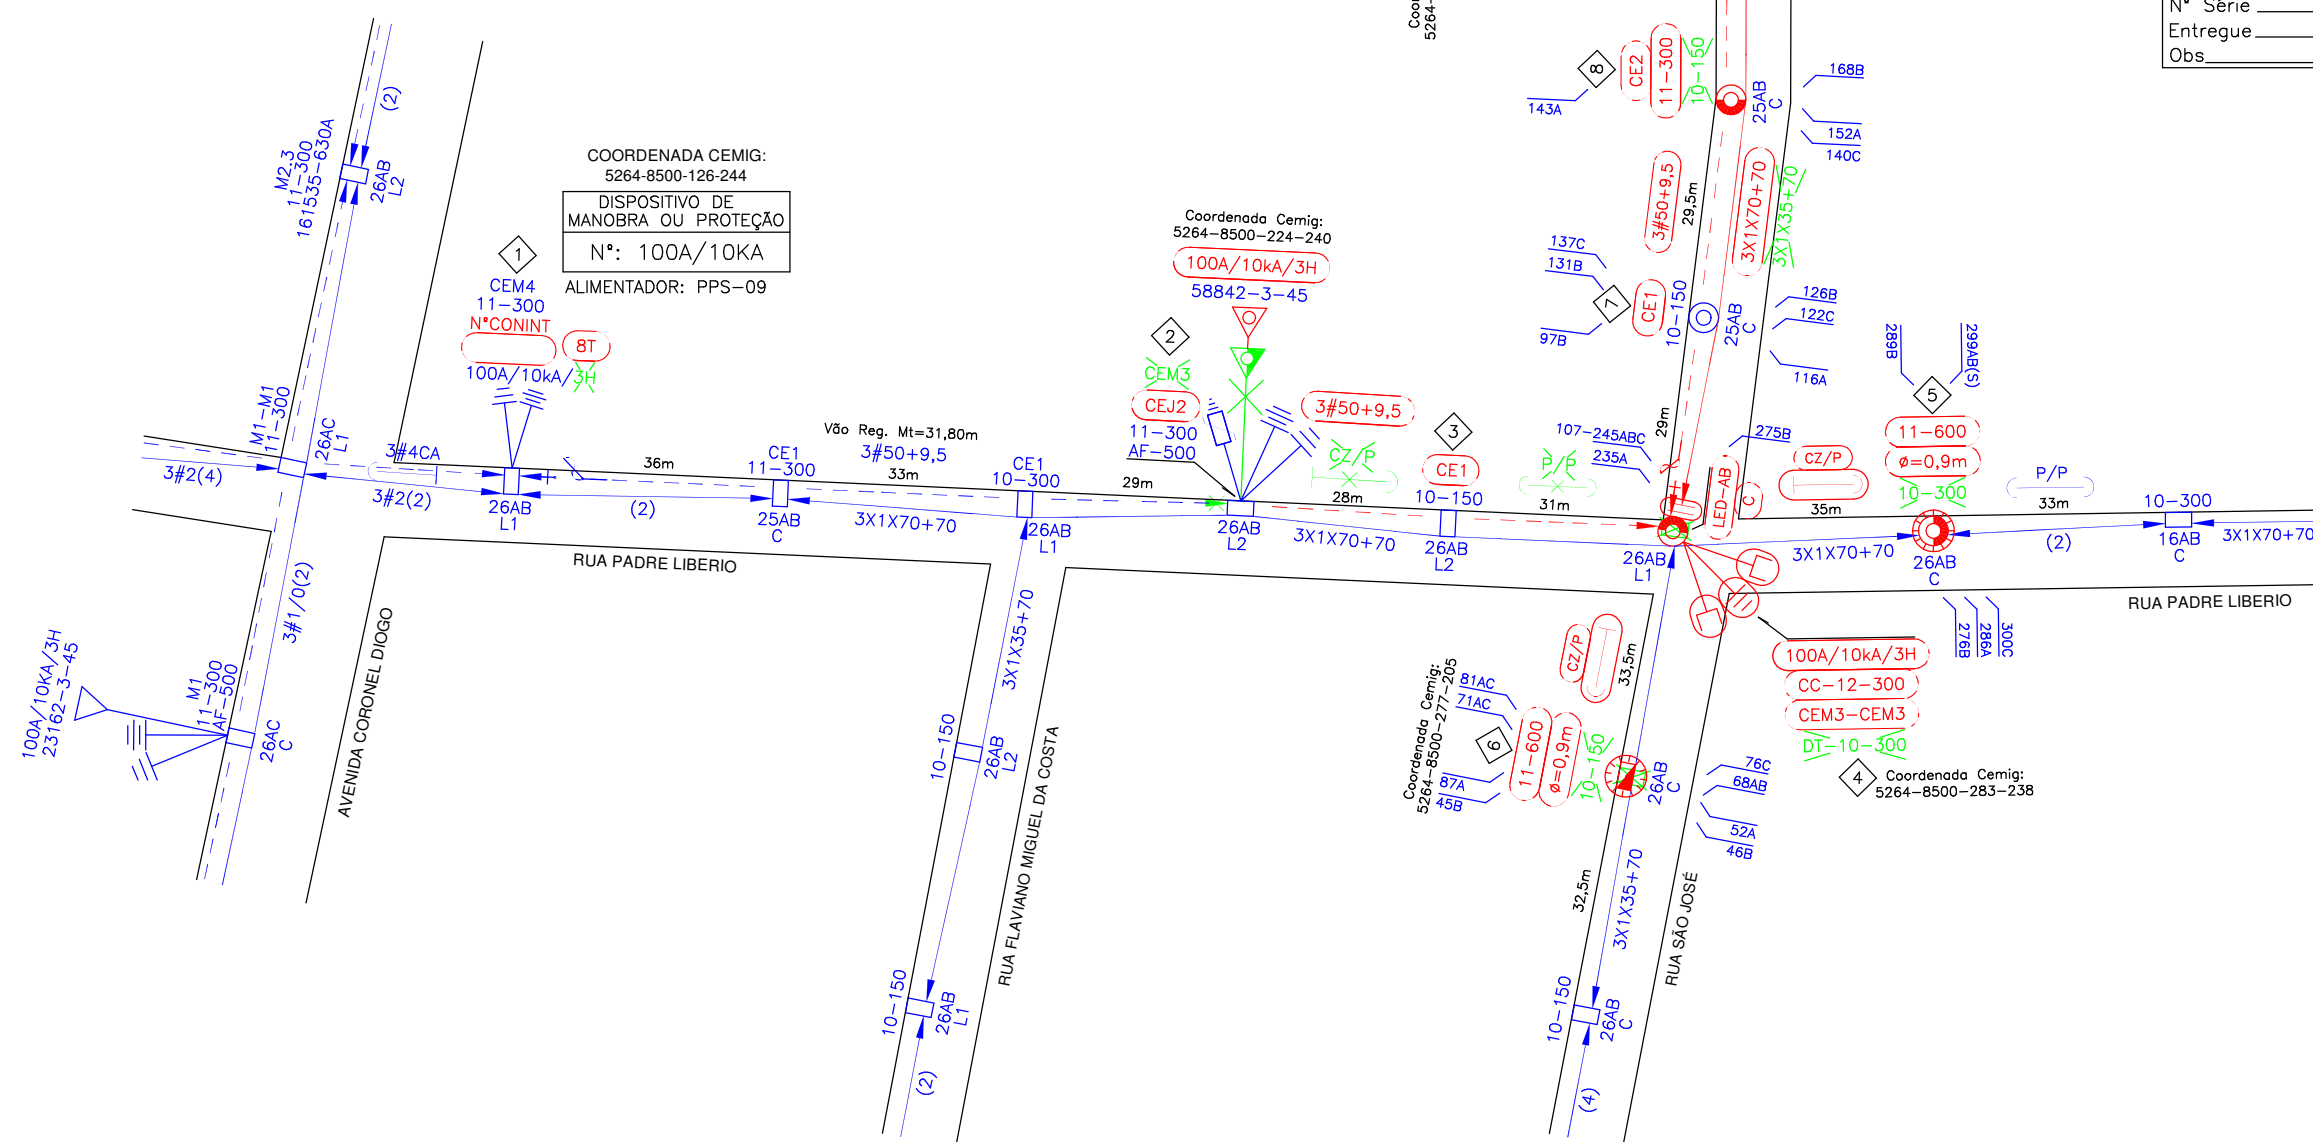 Nº Série
Entregue
Obs
5264-
COORDENADA CEMIG:
5264-8500-126-244
DISPOSITIVO DE
MANOBRA OU PROTEÇÃO
Nº: 100A/10KA
ALIMENTADOR: PPS-09
(2)
M2.3
11-300
161535-630A
26AB
L2
1
CEM4
11-300
NºCONINT
8T
100A/10kA/3H
M1-M1
11-300
26AC
L1
3#2(4)
3#4CA
3#2(2)
26AB
L1
36m
(2)
CE1
11-300
25AB
C
Vão Reg. Mt=31,80m
3#50+9,5
33m
3X1X70+70
CE1
10-300
26AB
L1
29m
Coordenada Cemig:
5264-8500-224-240
100A/10kA/3H
58842-3-45
2
CEM3
CEJ2
11-300
AF-500
26AB
L2
3#50+9,5
CZ/P
28m
3X1X70+70
3
CE1
10-150
26AB
L2
P/P
31m
8
CE2
11-300
10-150
143A
25AB
C
168B
152A
140C
3#50+9,5
29,5m
3X1X70+70
3X1X35+70
137C
131B
7
CE1
10-150
97B
25AB
C
126B
122C
116A
29m
107-245ABC
235A
275B
LED-AB
C
CZ/P
35m
26AB
L1
3X1X70+70
289B
299AB(S)
5
11-600
ø=0,9m
10-300
26AB
C
P/P
33m
(2)
10-300
16AB
C
3X1X70+70
276B
286A
300C
RUA PADRE LIBERIO
RUA PADRE LIBERIO
100A/10kA/3H
CC-12-300
CEM3-CEM3
DT-10-300
4
Coordenada Cemig:
5264-8500-283-238
CZ/P
33,5m
Coordenada Cemig:
5264-8500-277-205
81AC
71AC
6
87A
45B
11-600
ø=0,9m
10-150
26AB
C
76C
68AB
52A
46B
32,5m
3X1X35+70
RUA SÃO JOSÉ
10-150
26AB
C
(4)
3X1X35+70
10-150
26AB
L2
RUA FLAVIANO MIGUEL DA COSTA
10-150
26AB
L1
(2)
3#1/0(2)
AVENIDA CORONEL DIOGO
M1
11-300
AF-500
26AC
C
100A/10KA/3H
23162-3-45